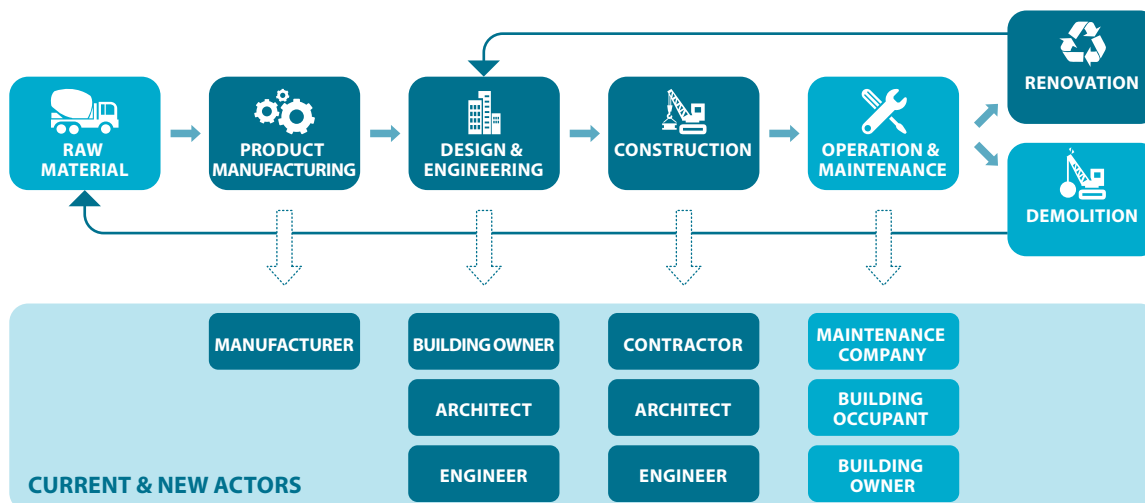 RENOVATION
RAW
MATERIAL
PRODUCT
MANUFACTURING
DESIGN &
ENGINEERING
CONSTRUCTION
OPERATION &
MAINTENANCE
DEMOLITION
MANUFACTURER
BUILDING OWNER
CONTRACTOR
MAINTENANCE
COMPANY
ARCHITECT
ARCHITECT
BUILDING
OCCUPANT
ENGINEER
ENGINEER
BUILDING
OWNER
CURRENT & NEW ACTORS